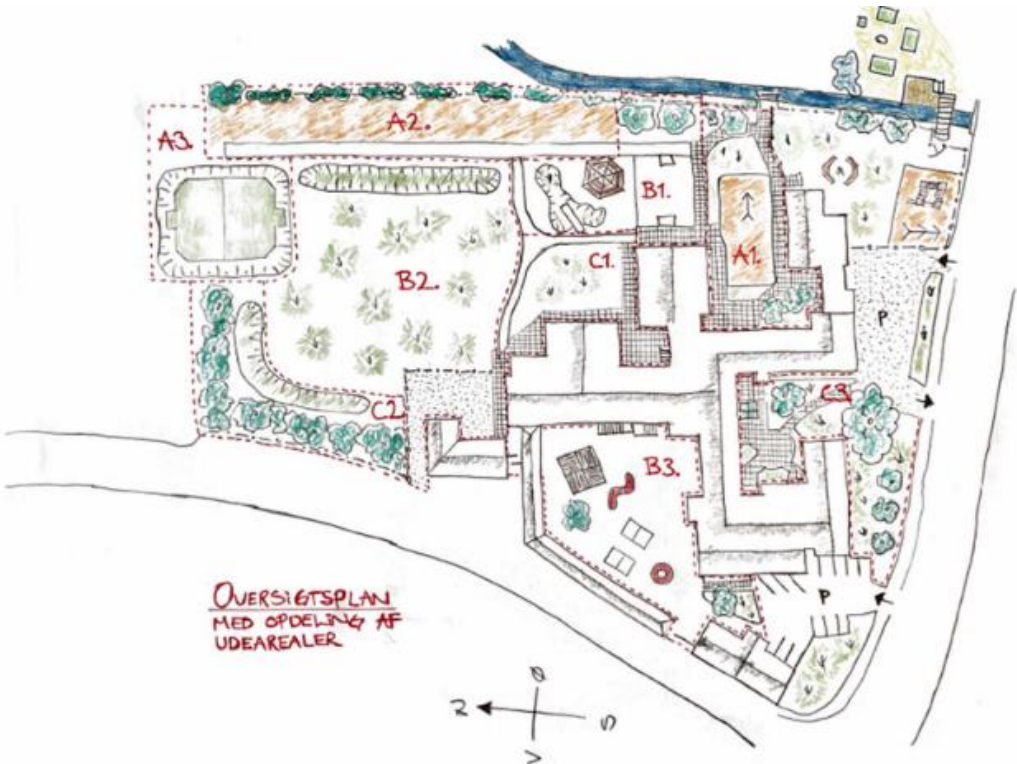 A3.
A2.
B1.
A1.
C1.
B2.
P
C3
C2.
B3.
P
OVERSIGTSPLAN
MED OPDELING AF
UDEAREALER
Ø
N
S
V